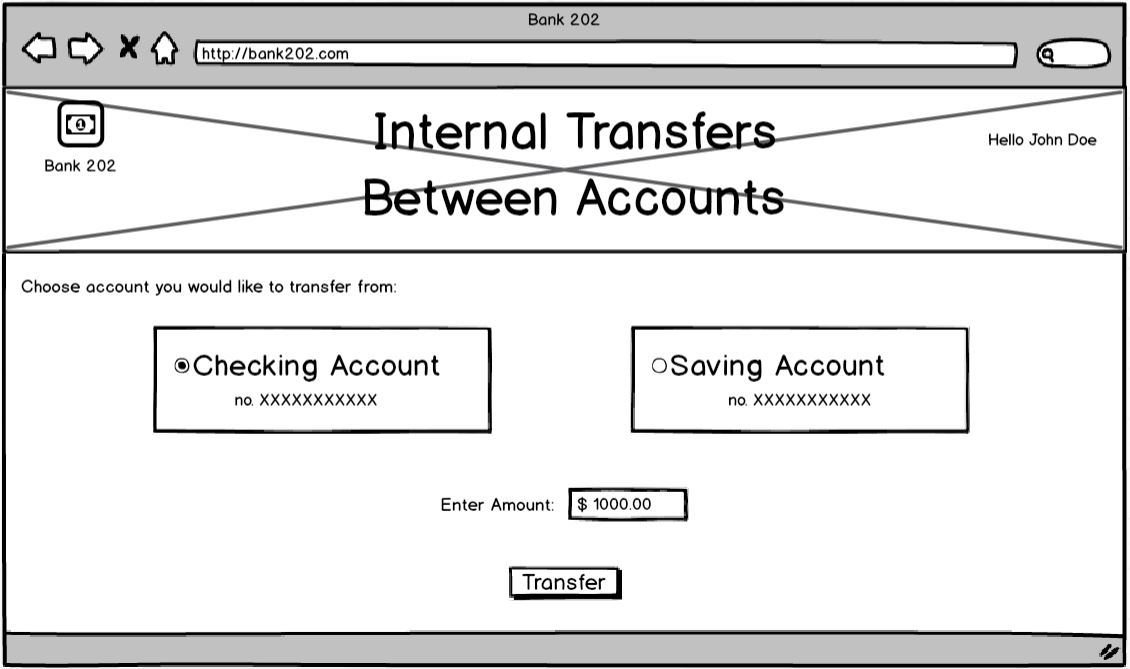 Bank 202
http://bank202.com
Internal Transfers
Between Accounts
Hello John Doe
Bank 202
Choose account you would like to transfer from:
Checking Account
no. XXXXXXXXXXX
Saving Account
no. XXXXXXXXXXX
Enter Amount: $ 1000.00
Transfer